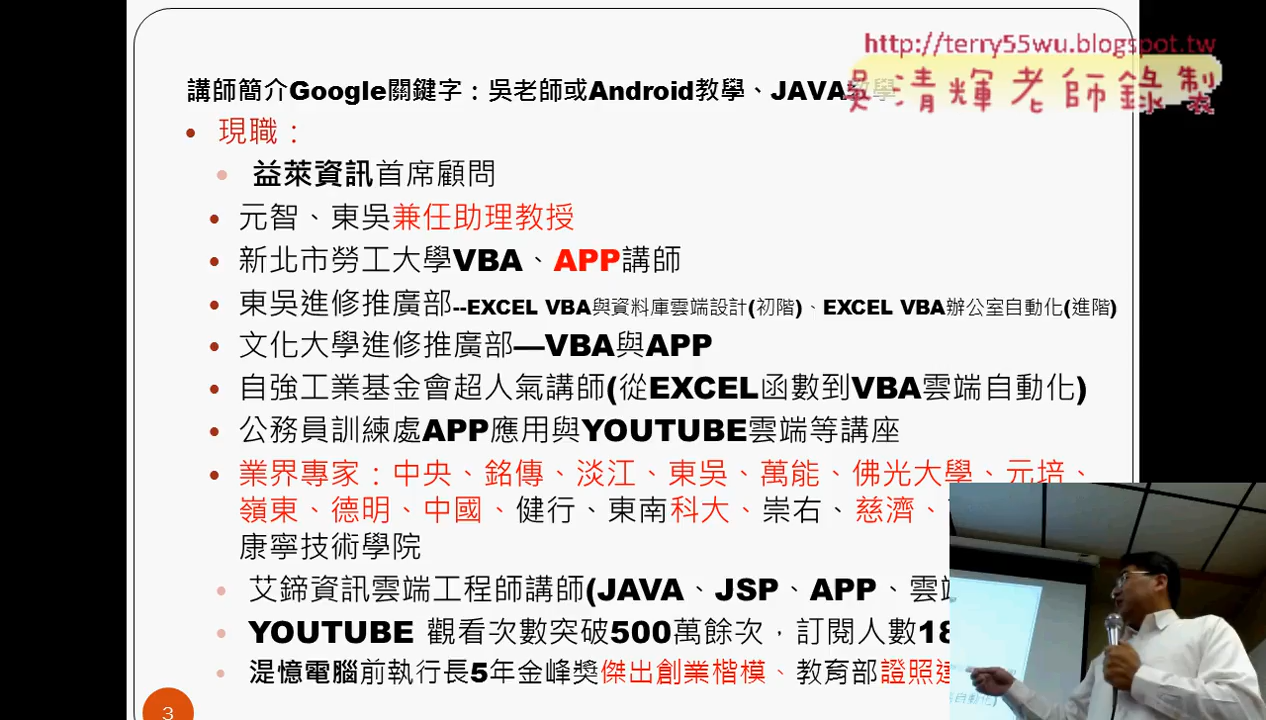 http://terry55wu.blogspot.tw
吳清輝老師錄製
講師簡介Google關鍵字：吳老師或Android教學、JAVA教學
• 現職：
• 益萊資訊首席顧問
• 元智、東吳兼任助理教授
• 新北市勞工大學VBA、APP講師
• 東吳進修推廣部--EXCEL VBA與資料庫雲端設計(初階)、EXCEL VBA辦公室自動化(進階)
• 文化大學進修推廣部—VBA與APP
• 自強工業基金會超人氣講師(從EXCEL函數到VBA雲端自動化)
• 公務員訓練處APP應用與YOUTUBE雲端等講座
• 業界專家：中央、銘傳、淡江、東吳、萬能、佛光大學、元培、
嶺東、德明、中國、健行、東南科大、崇右、慈濟、
康寧技術學院
• 艾鍗資訊雲端工程師講師(JAVA、JSP、APP、雲
• YOUTUBE 觀看次數突破500萬餘次，訂閱人數18
• 湜憶電腦前執行長5年金峰獎傑出創業楷模、教育部證照
3